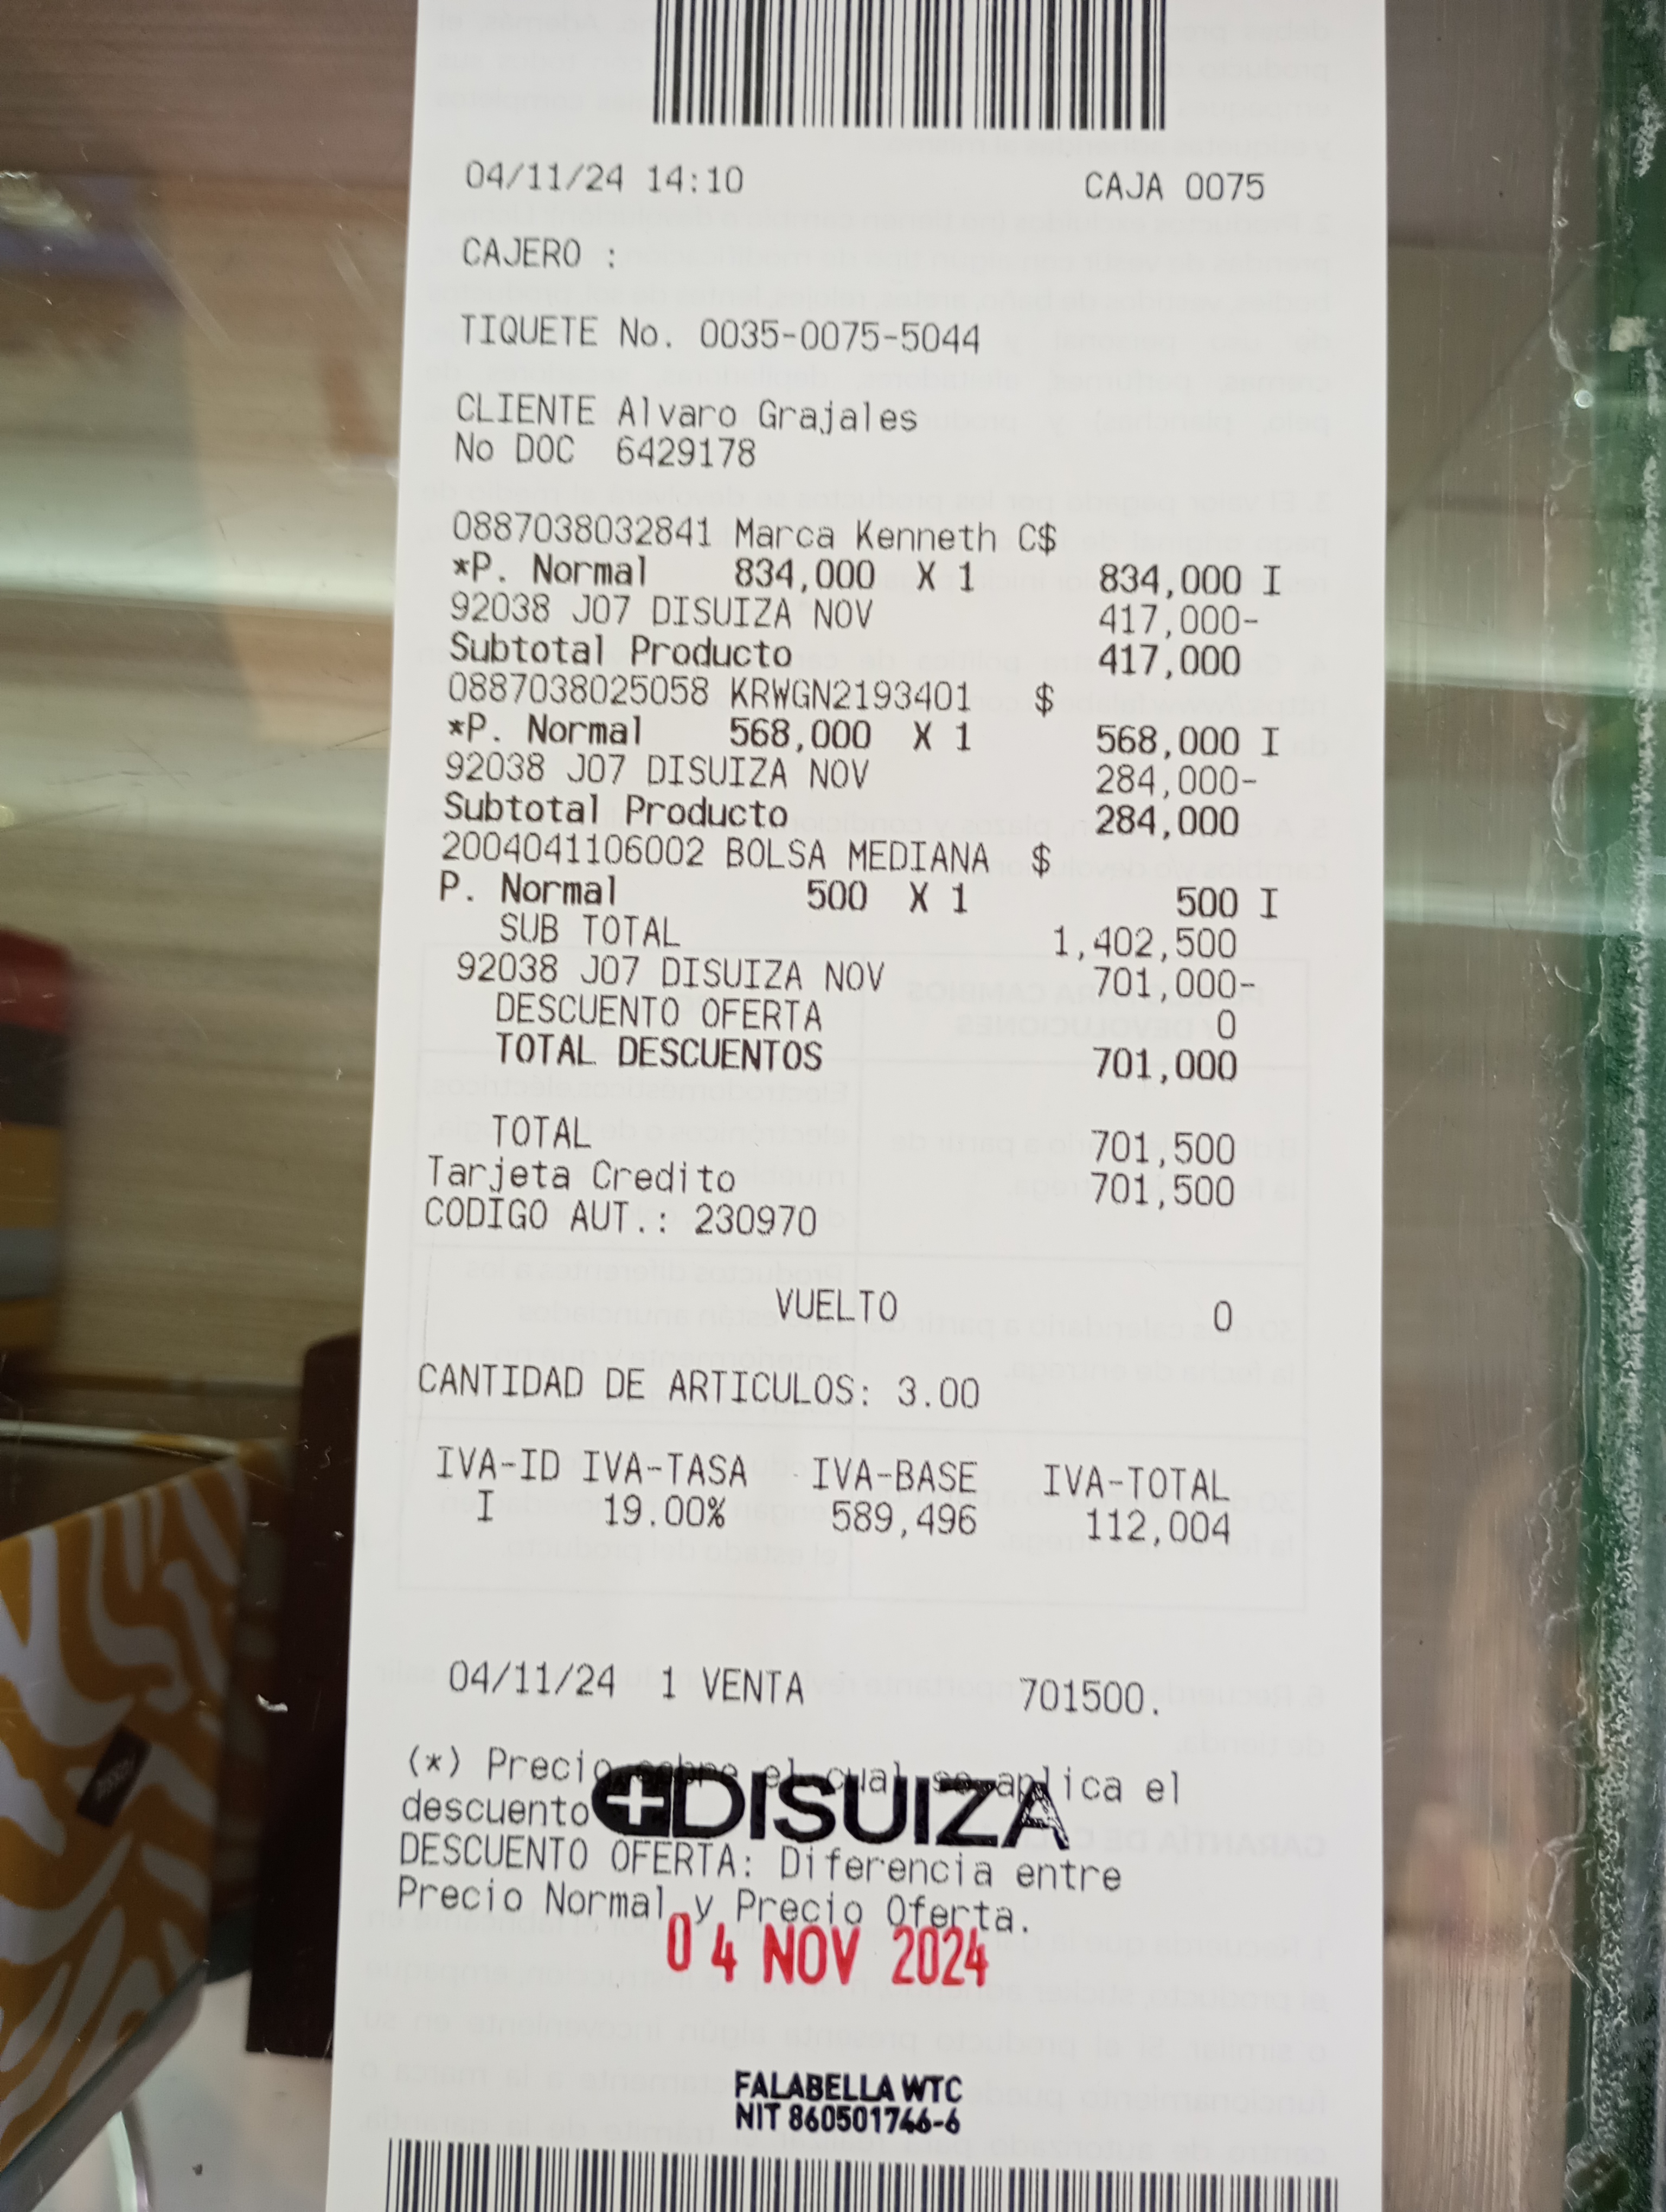 04/11/24 14:10 CAJA 0075
CAJERO :
TIQUETE No. 0035-0075-5044
CLIENTE Alvaro Grajales
No DOC 6429178
0887038032841 Marca Kenneth C$
*P. Normal 834,000 X 1 834,000 I
92038 J07 DISUIZA NOV 417,000-
Subtotal Producto 417,000
0887038025058 KRWGN2193401 $
*P. Normal 568,000 X 1 568,000 I
92038 J07 DISUIZA NOV 284,000-
Subtotal Producto 284,000
2004041106002 BOLSA MEDIANA $
P. Normal 500 X 1 500 I
SUB TOTAL 1,402,500
92038 J07 DISUIZA NOV 701,000-
DESCUENTO OFERTA 0
TOTAL DESCUENTOS 701,000
TOTAL 701,500
Tarjeta Credito 701,500
CODIGO AUT.: 230970
VUELTO 0
CANTIDAD DE ARTICULOS: 3.00
IVA-ID IVA-TASA IVA-BASE IVA-TOTAL
I 19.00% 589,496 112,004
04/11/24 1 VENTA 701500.
(*) Precio sobre el cual se aplica el
descuento
DISUIZA
DESCUENTO OFERTA: Diferencia entre
Precio Normal y Precio Oferta.
04 NOV 2024
FALABELLA WTC
NIT 860501746-6